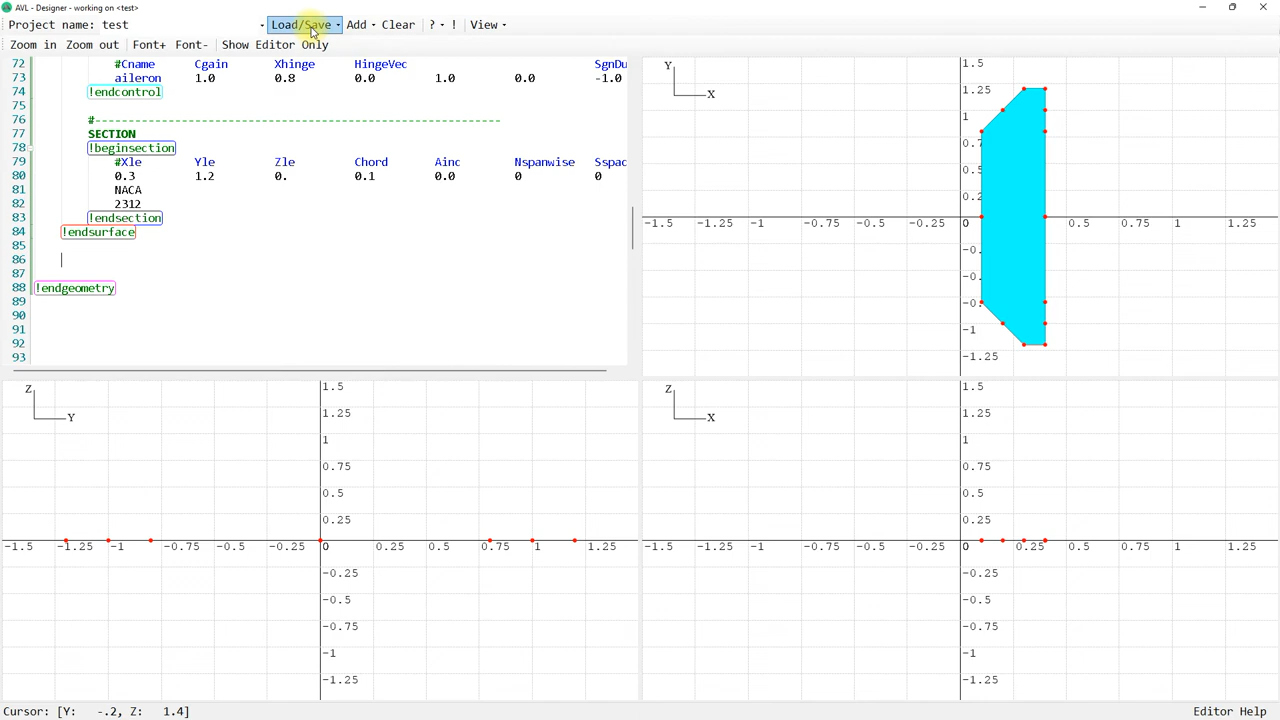 AVL - Designer - working on <test>
Project name: test Load/Save Add Clear ? ! View
Zoom in Zoom out Font+ Font- Show Editor Only
72 #Cname Cgain Xhinge HingeVec SgnDu
73 aileron 1.0 0.8 0.0 1.0 0.0 -1.0
74 !endcontrol
75
76 #------------------------------------------------------------
77 SECTION
78 !beginsection
79 #Xle Yle Zle Chord Ainc Nspanwise Sspac
80 0.3 1.2 0. 0.1 0.0 0 0
81 NACA
82 2312
83 !endsection
84 !endsurface
85
86
87
88 !endgeometry
89
90
91
92
93
Y
X
1.5
1.25
1
0.7
0.5
0.2
-1.5 -1.25 -1 -0.75 -0.5 -0.25 0 0.25 0.5 0.75 1 1.25
-0.
-0.
-0.
-1
-1.25
Z
Y
1.5
1.25
1
0.75
0.5
0.25
-1.5 -1.25 -1 -0.75 -0.5 -0.25 0 0.25 0.5 0.75 1 1.25
-0.25
-0.5
-0.75
-1
-1.25
Z
X
1.5
1.25
1
0.75
0.5
0.25
-1.5 -1.25 -1 -0.75 -0.5 -0.25 0 0.25 0.5 0.75 1 1.25
-0.25
-0.5
-0.75
-1
-1.25
Cursor: [Y: -.2, Z: 1.4] Editor Help